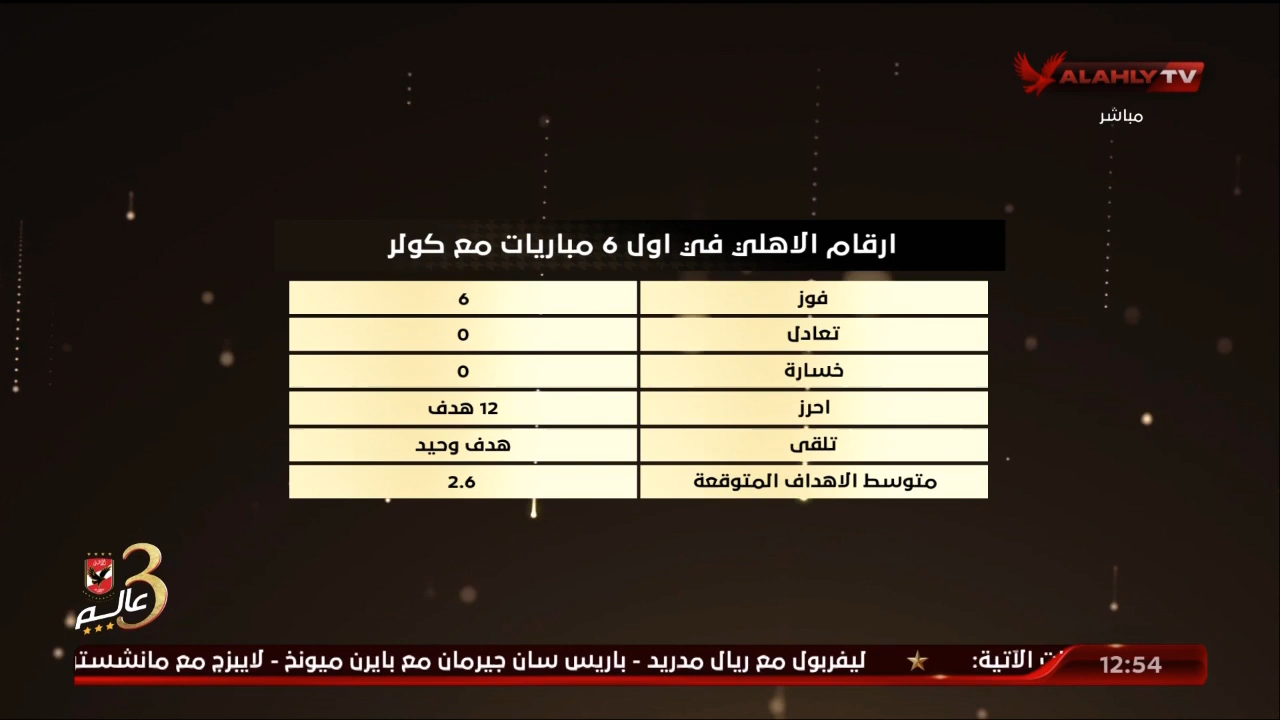 ALAHLY TV
مباشر
ارقام الاهلي في اول 6 مباريات مع كولر
فوز 6
تعادل 0
خسارة 0
احرز 12 هدف
تلقى هدف وحيد
متوسط الاهداف المتوقعة 2.6
3 عالم
12:54 الآتية: ليفربول مع ريال مدريد - باريس سان جيرمان مع بايرن ميونخ - لايبزج مع